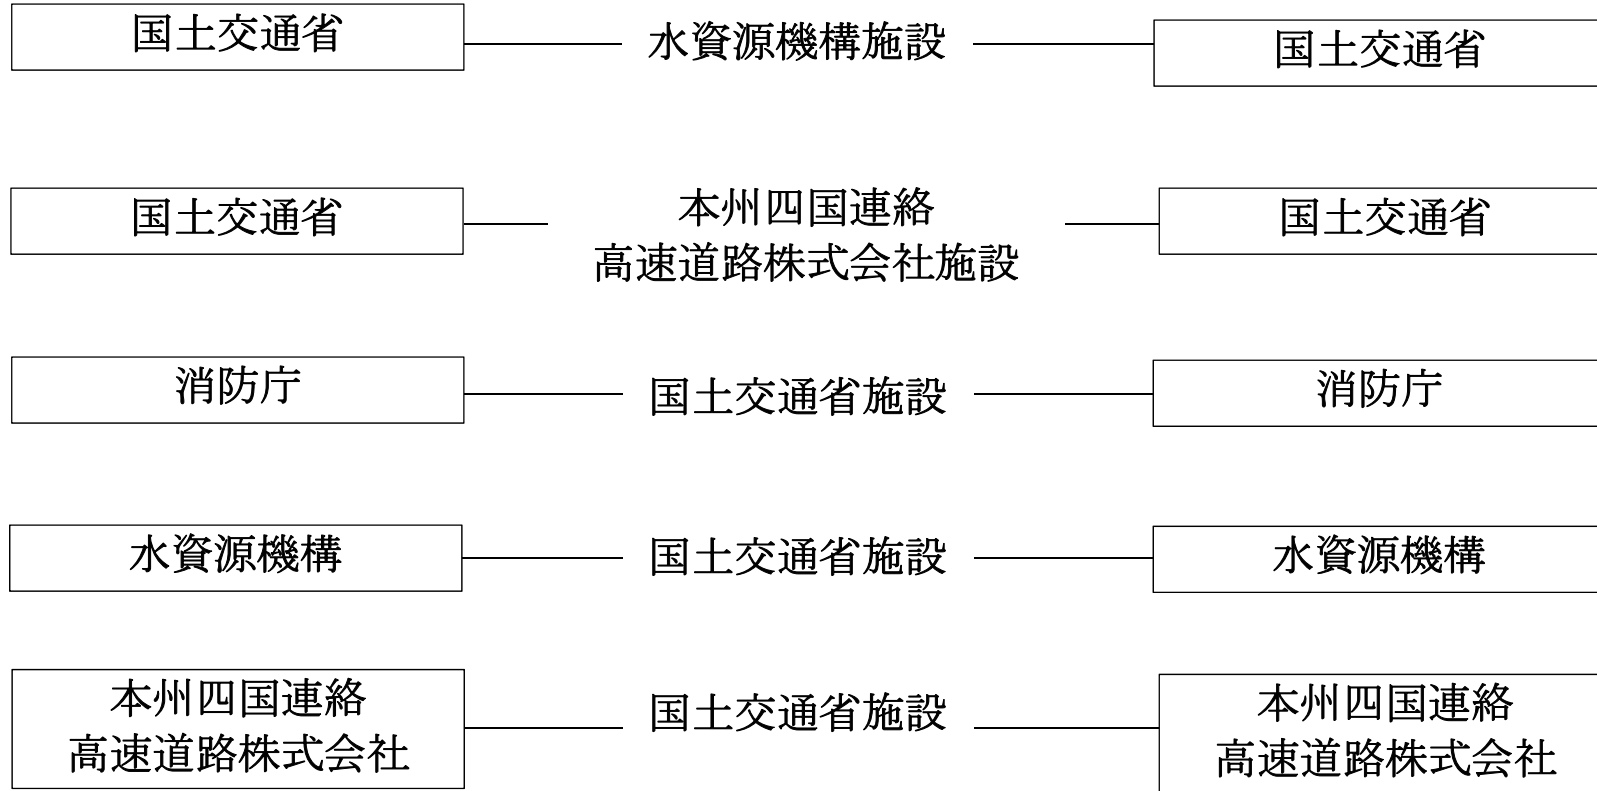 国土交通省 水資源機構施設 国土交通省
国土交通省 本州四国連絡 国土交通省
高速道路株式会社施設
消防庁 国土交通省施設 消防庁
水資源機構 国土交通省施設 水資源機構
本州四国連絡 国土交通省施設 本州四国連絡
高速道路株式会社 高速道路株式会社